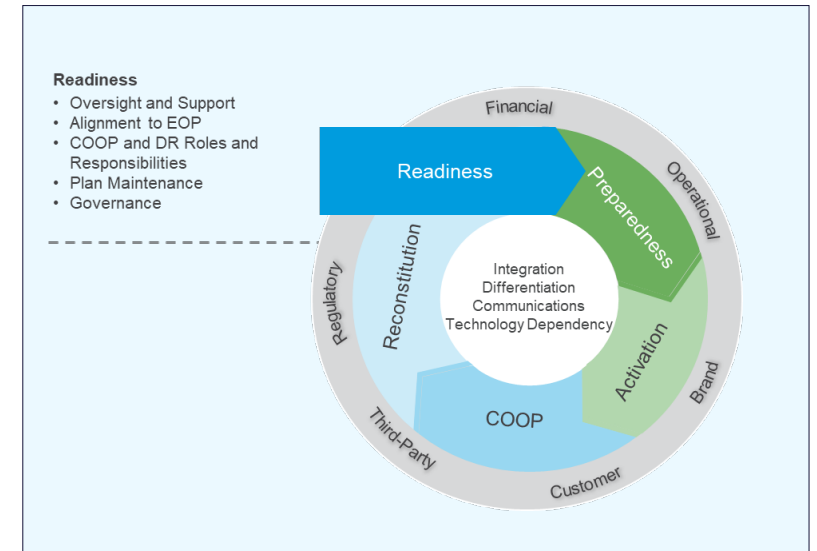 Readiness
• Oversight and Support
• Alignment to EOP
• COOP and DR Roles and
Responsibilities
• Plan Maintenance
• Governance
Financial
Operational
Brand
Customer
Third-Party
Regulatory
Readiness
Preparedness
Activation
COOP
Reconstitution
Integration
Differentiation
Communications
Technology Dependency